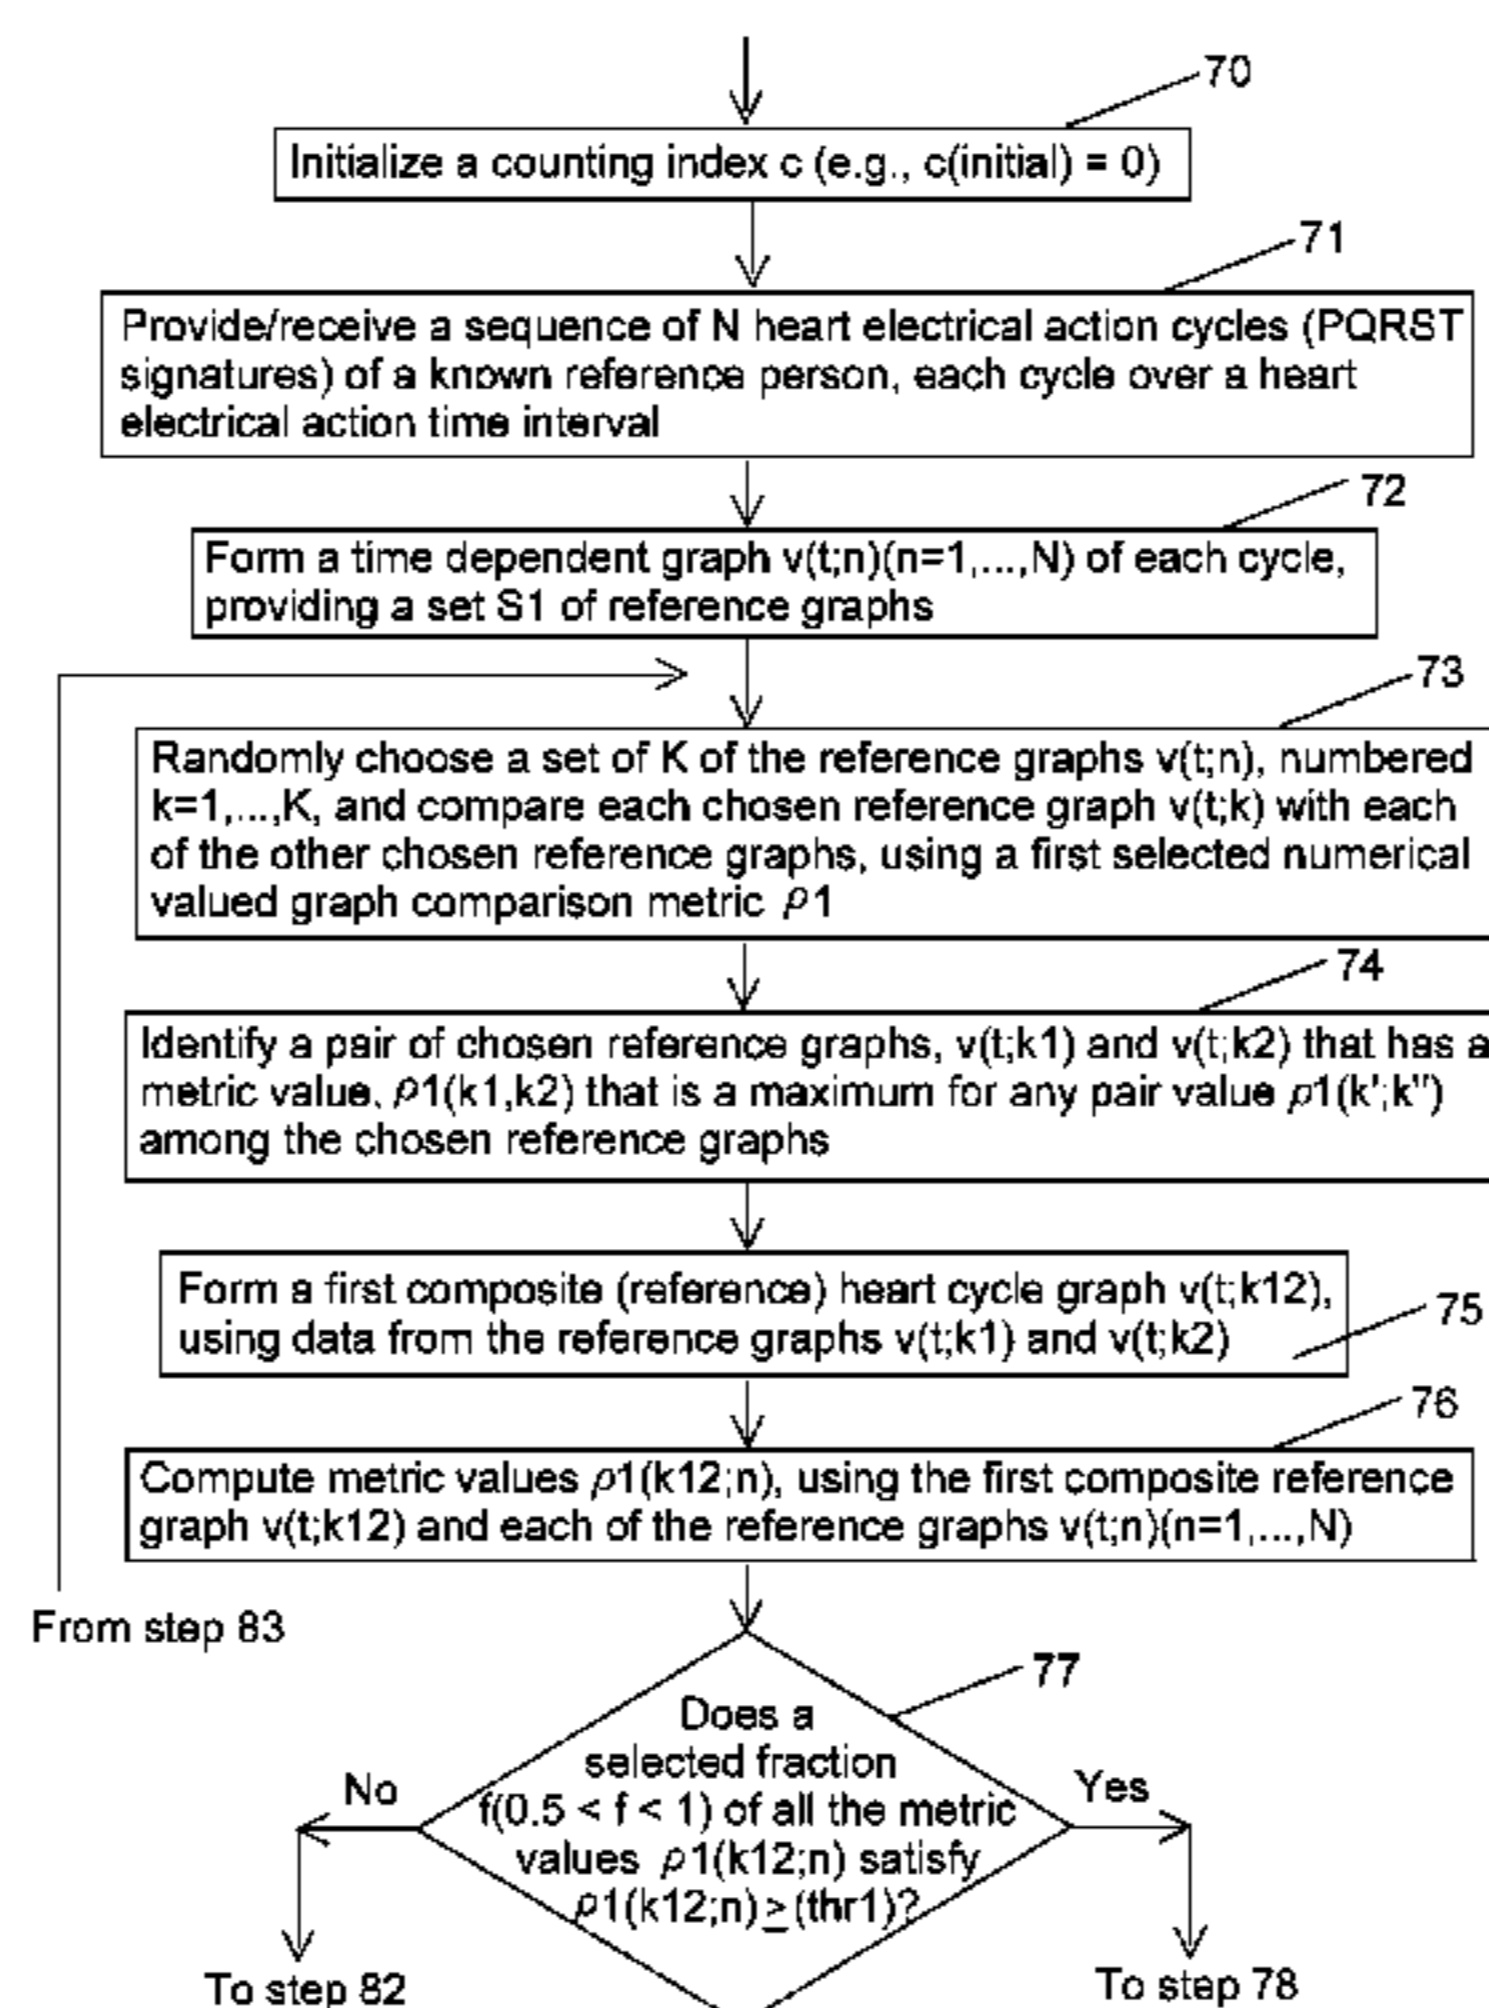 70
Initialize a counting index c (e.g., c(initial) = 0)
71
Provide/receive a sequence of N heart electrical action cycles (PQRST
signatures) of a known reference person, each cycle over a heart
electrical action time interval
72
Form a time dependent graph v(t;n)(n=1,...,N) of each cycle,
providing a set S1 of reference graphs
73
Randomly choose a set of K of the reference graphs v(t;n), numbered
k=1,...,K, and compare each chosen reference graph v(t;k) with each
of the other chosen reference graphs, using a first selected numerical
valued graph comparison metric ρ1
74
Identify a pair of chosen reference graphs, v(t;k1) and v(t;k2) that has a
metric value, ρ1(k1,k2) that is a maximum for any pair value ρ1(k';k")
among the chosen reference graphs
Form a first composite (reference) heart cycle graph v(t;k12),
using data from the reference graphs v(t;k1) and v(t;k2)
75
76
Compute metric values ρ1(k12;n), using the first composite reference
graph v(t;k12) and each of the reference graphs v(t;n)(n=1,...,N)
From step 83
77
Does a
selected fraction
f(0.5 < f < 1) of all the metric
values ρ1(k12;n) satisfy
ρ1(k12;n) ≥ (thr1)?
No
Yes
To step 82
To step 78